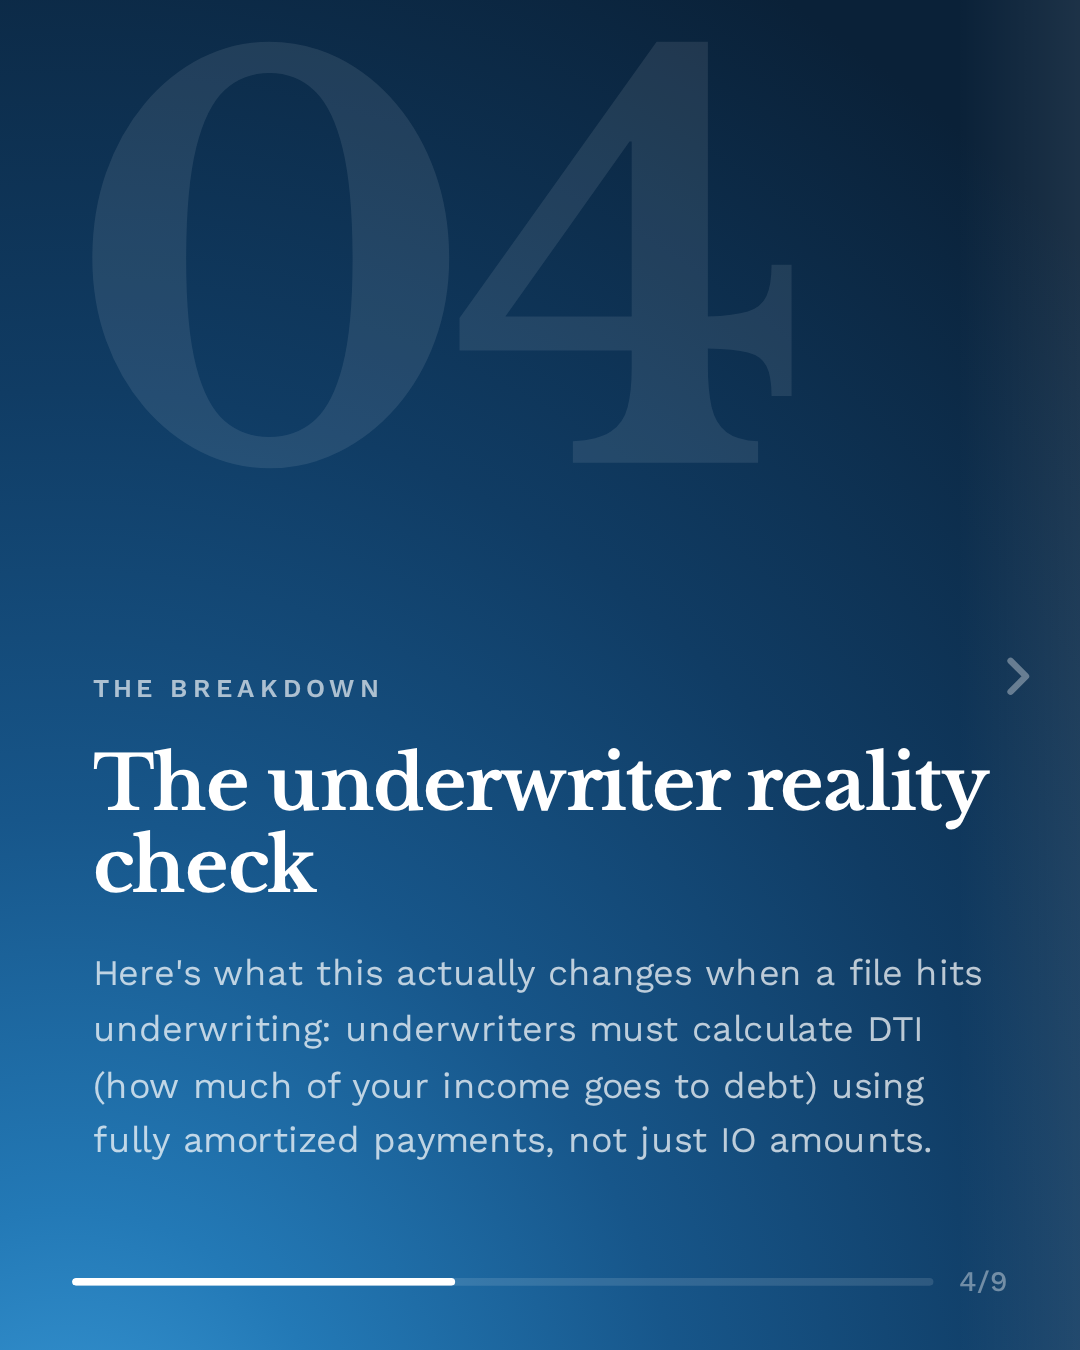 04
THE BREAKDOWN
The underwriter reality
check
Here's what this actually changes when a file hits
underwriting: underwriters must calculate DTI
(how much of your income goes to debt) using
fully amortized payments, not just IO amounts.
4/9